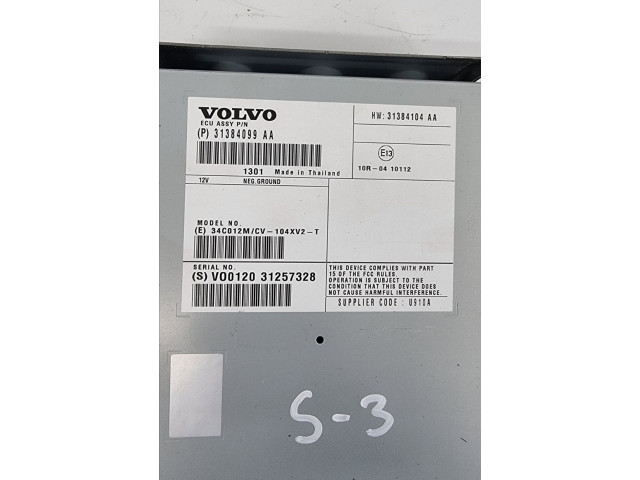 VOLVO
ECU ASSY P/N
(P) 31384099 AA
HW: 31384104 AA
E13
10R-04 10112
1301 Made in Thailand
12V NEG.GROUND
MODEL NO.
(E) 34C012M/CV-104XV2-T
SERIAL NO.
(S) VO0120 31257328
THIS DEVICE COMPLIES WITH PART
15 OF THE FCC RULES.
OPERATION IS SUBJECT TO THE
CONDITION THAT THIS DEVICE DOES
NOT CAUSE HARMFUL INTERFERENCE.
SUPPLIER CODE : U910A
S-3